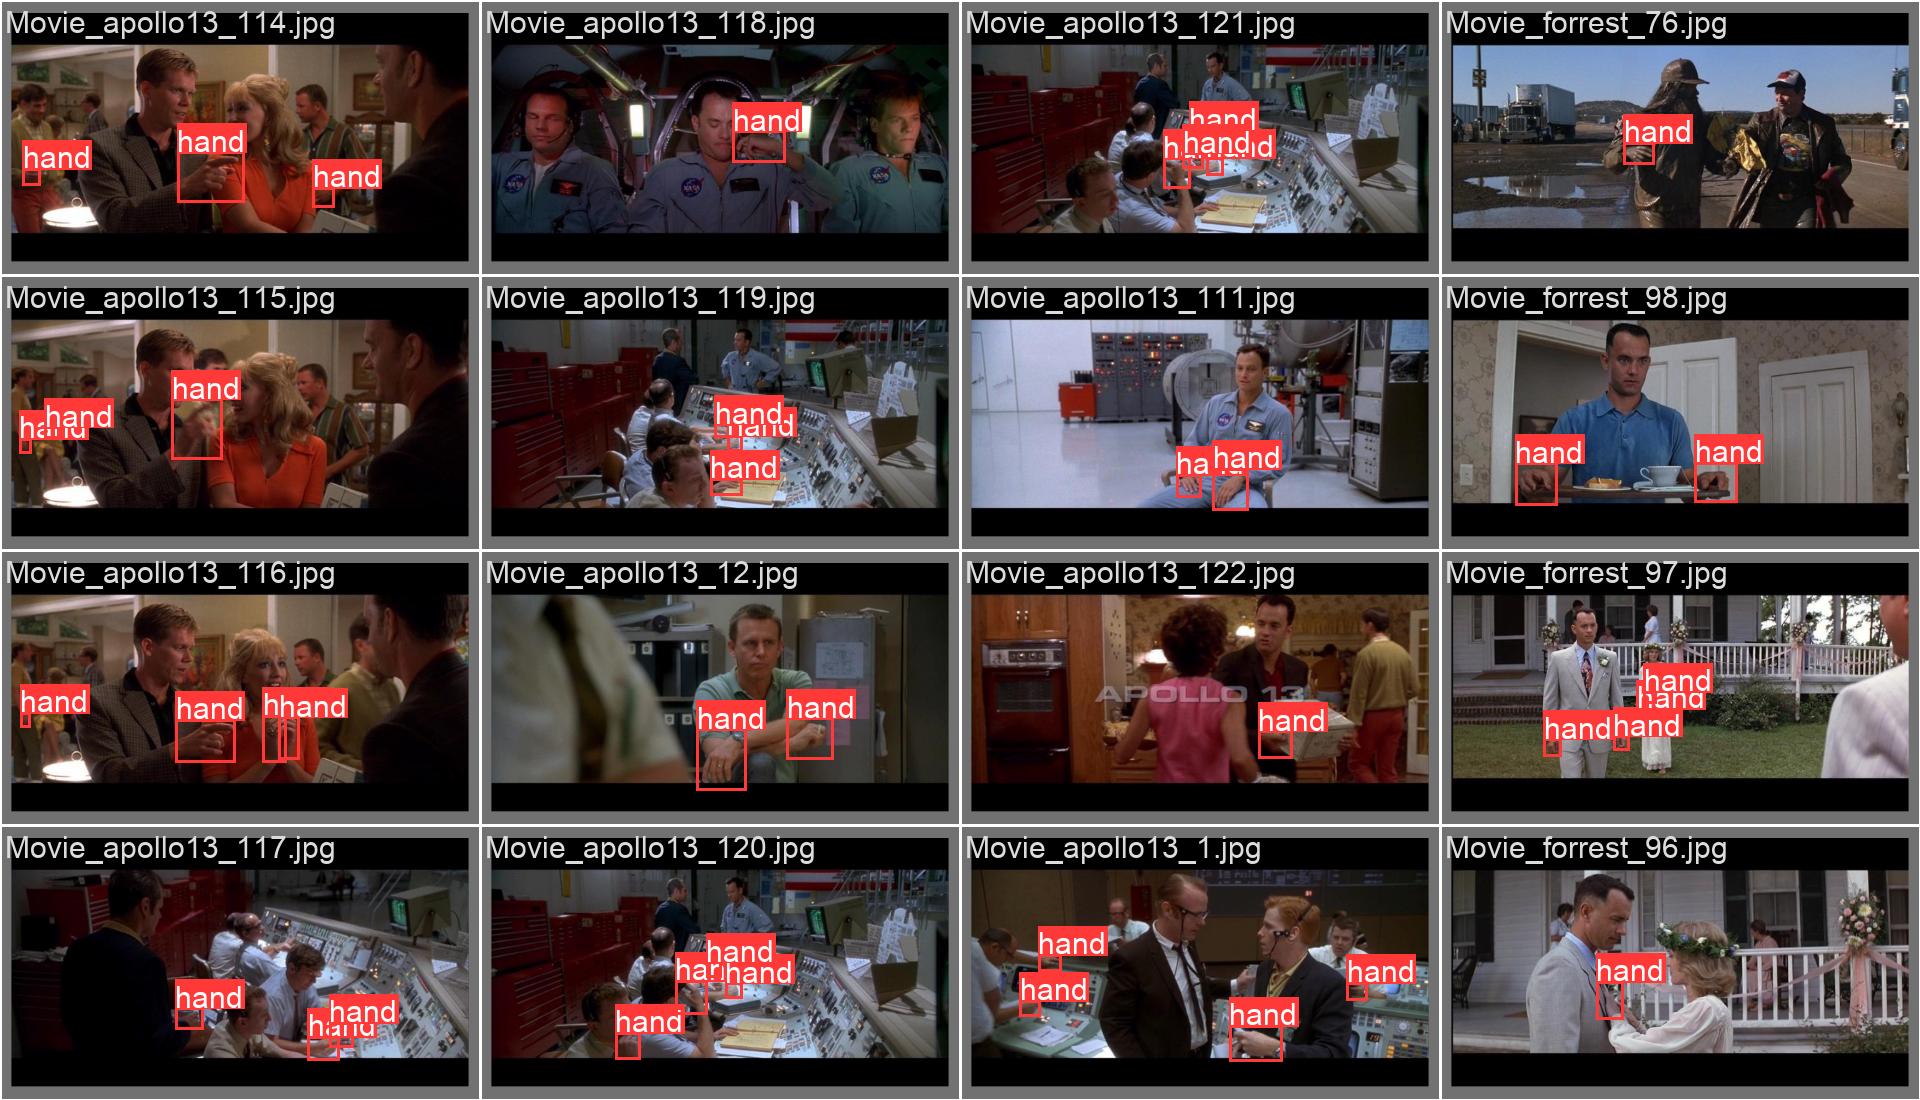 Movie_apollo13_114.jpg
hand
hand
hand
Movie_apollo13_118.jpg
hand
Movie_apollo13_121.jpg
hand
hand
Movie_forrest_76.jpg
hand
Movie_apollo13_115.jpg
hand
hand
hand
Movie_apollo13_119.jpg
hand
hand
hand
Movie_apollo13_111.jpg
hand
Movie_forrest_98.jpg
hand
hand
Movie_apollo13_116.jpg
hand
hand
hand
Movie_apollo13_12.jpg
hand
hand
Movie_apollo13_122.jpg
APOLLO 13
hand
Movie_forrest_97.jpg
hand
hand
hand
hand
Movie_apollo13_117.jpg
hand
hand
hand
Movie_apollo13_120.jpg
hand
hand
hand
hand
Movie_apollo13_1.jpg
hand
hand
hand
hand
Movie_forrest_96.jpg
hand